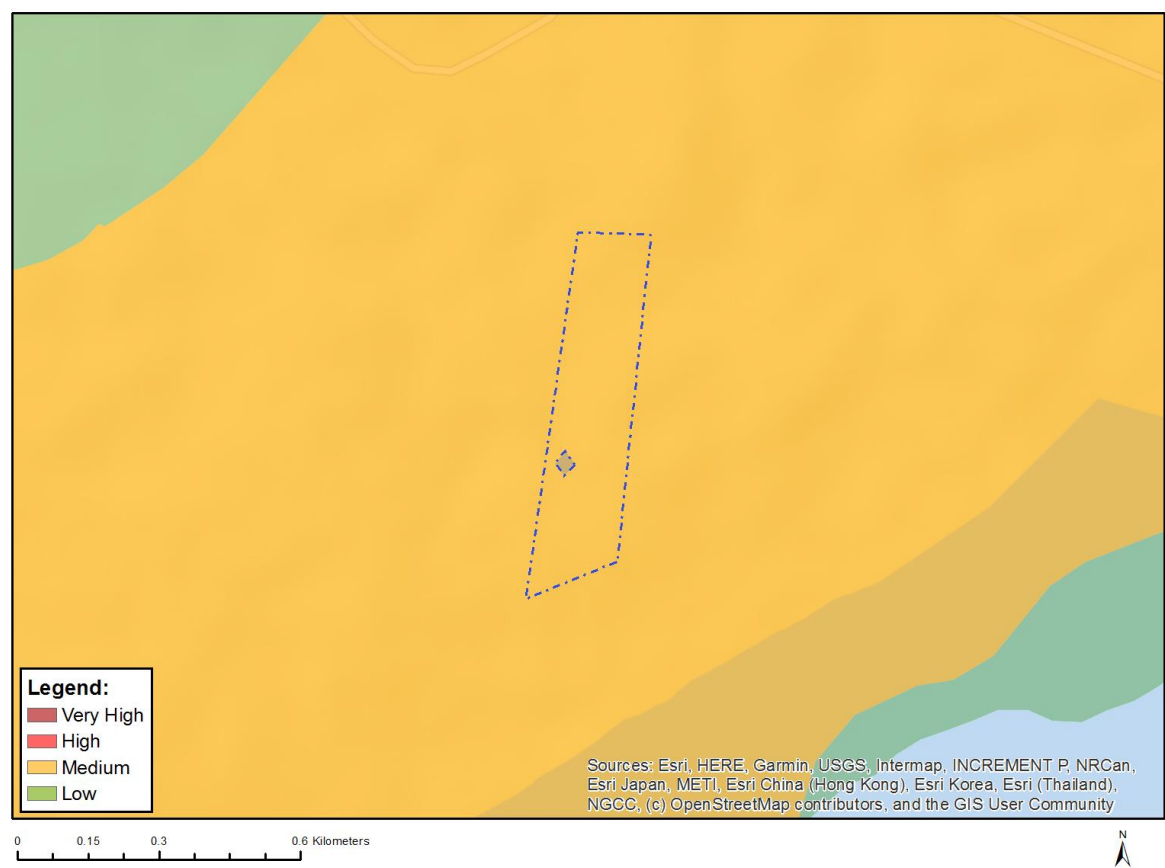 Legend:
Very High
High
Medium
Low
Sources: Esri, HERE, Garmin, USGS, Intermap, INCREMENT P, NRCan,
Esri Japan, METI, Esri China (Hong Kong), Esri Korea, Esri (Thailand),
NGCC, (c) OpenStreetMap contributors, and the GIS User Community
0 0.15 0.3 0.6 Kilometers
N